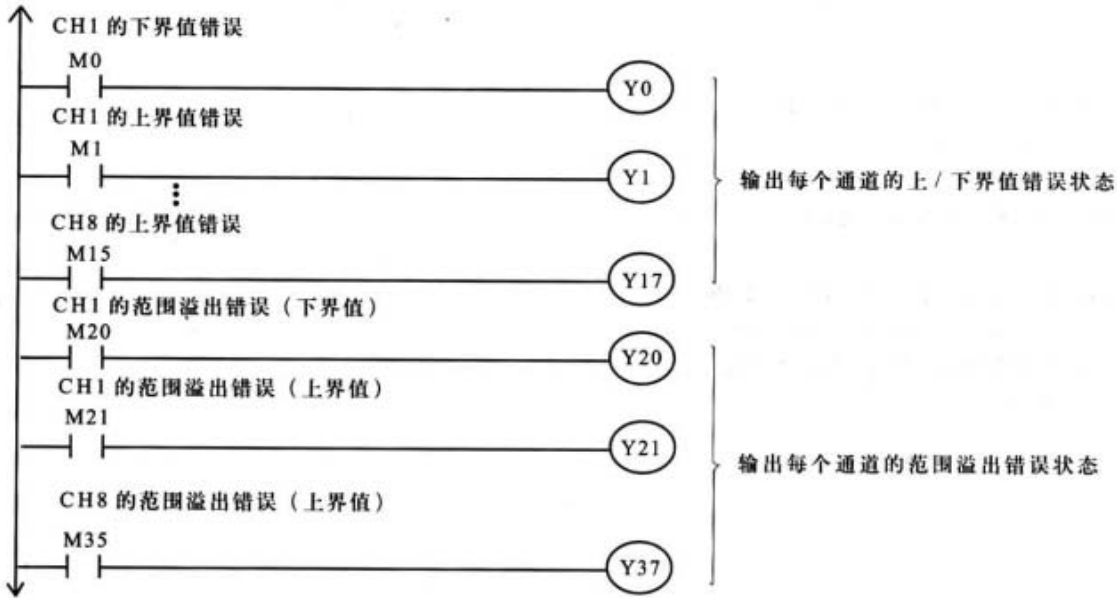 CH1 的下界值错误
M0
Y0
CH1 的上界值错误
M1
Y1
输出每个通道的上/下界值错误状态
CH8 的上界值错误
M15
Y17
CH1 的范围溢出错误（下界值）
M20
Y20
CH1 的范围溢出错误（上界值）
M21
Y21
输出每个通道的范围溢出错误状态
CH8 的范围溢出错误（上界值）
M35
Y37